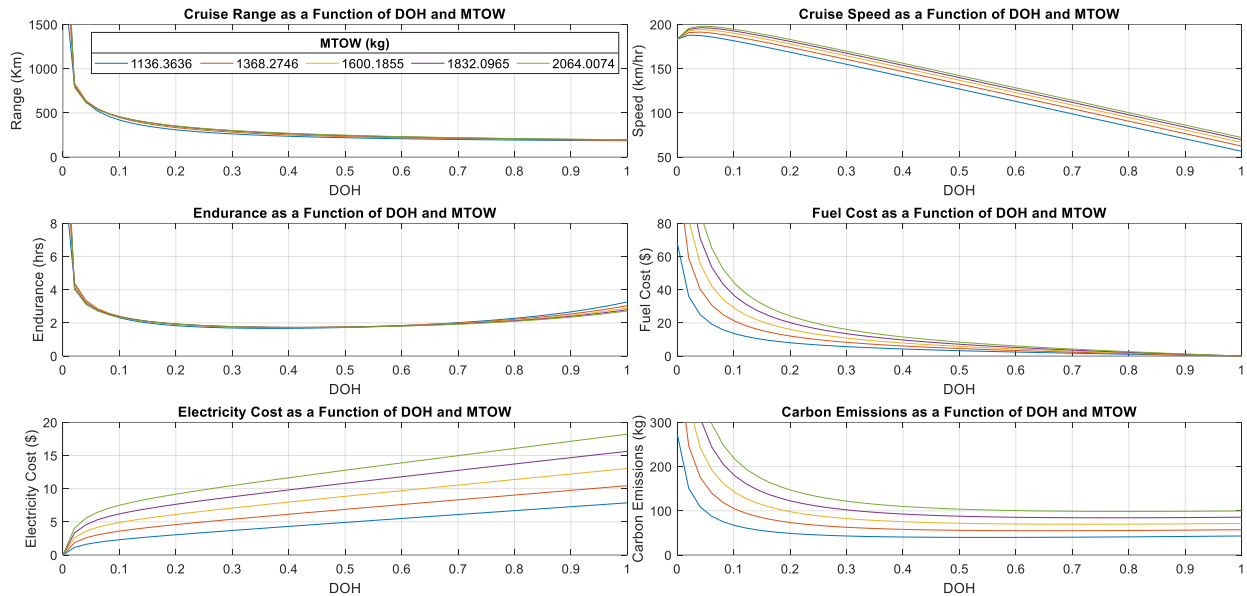 Cruise Range as a Function of DOH and MTOW
Range (Km)
1500
1000
500
0
MTOW (kg)
1136.3636 1368.2746 1600.1855 1832.0965 2064.0074
0 0.1 0.2 0.3 0.4 0.5 0.6 0.7 0.8 0.9 1
DOH
Cruise Speed as a Function of DOH and MTOW
Speed (km/hr)
200
150
100
50
0 0.1 0.2 0.3 0.4 0.5 0.6 0.7 0.8 0.9 1
DOH
Endurance as a Function of DOH and MTOW
Endurance (hrs)
8
6
4
2
0
0 0.1 0.2 0.3 0.4 0.5 0.6 0.7 0.8 0.9 1
DOH
Fuel Cost as a Function of DOH and MTOW
Fuel Cost ($)
80
60
40
20
0
0 0.1 0.2 0.3 0.4 0.5 0.6 0.7 0.8 0.9 1
DOH
Electricity Cost as a Function of DOH and MTOW
Electricity Cost ($)
20
15
10
5
0
0 0.1 0.2 0.3 0.4 0.5 0.6 0.7 0.8 0.9 1
DOH
Carbon Emissions as a Function of DOH and MTOW
Carbon Emissions (kg)
300
200
100
0
0 0.1 0.2 0.3 0.4 0.5 0.6 0.7 0.8 0.9 1
DOH